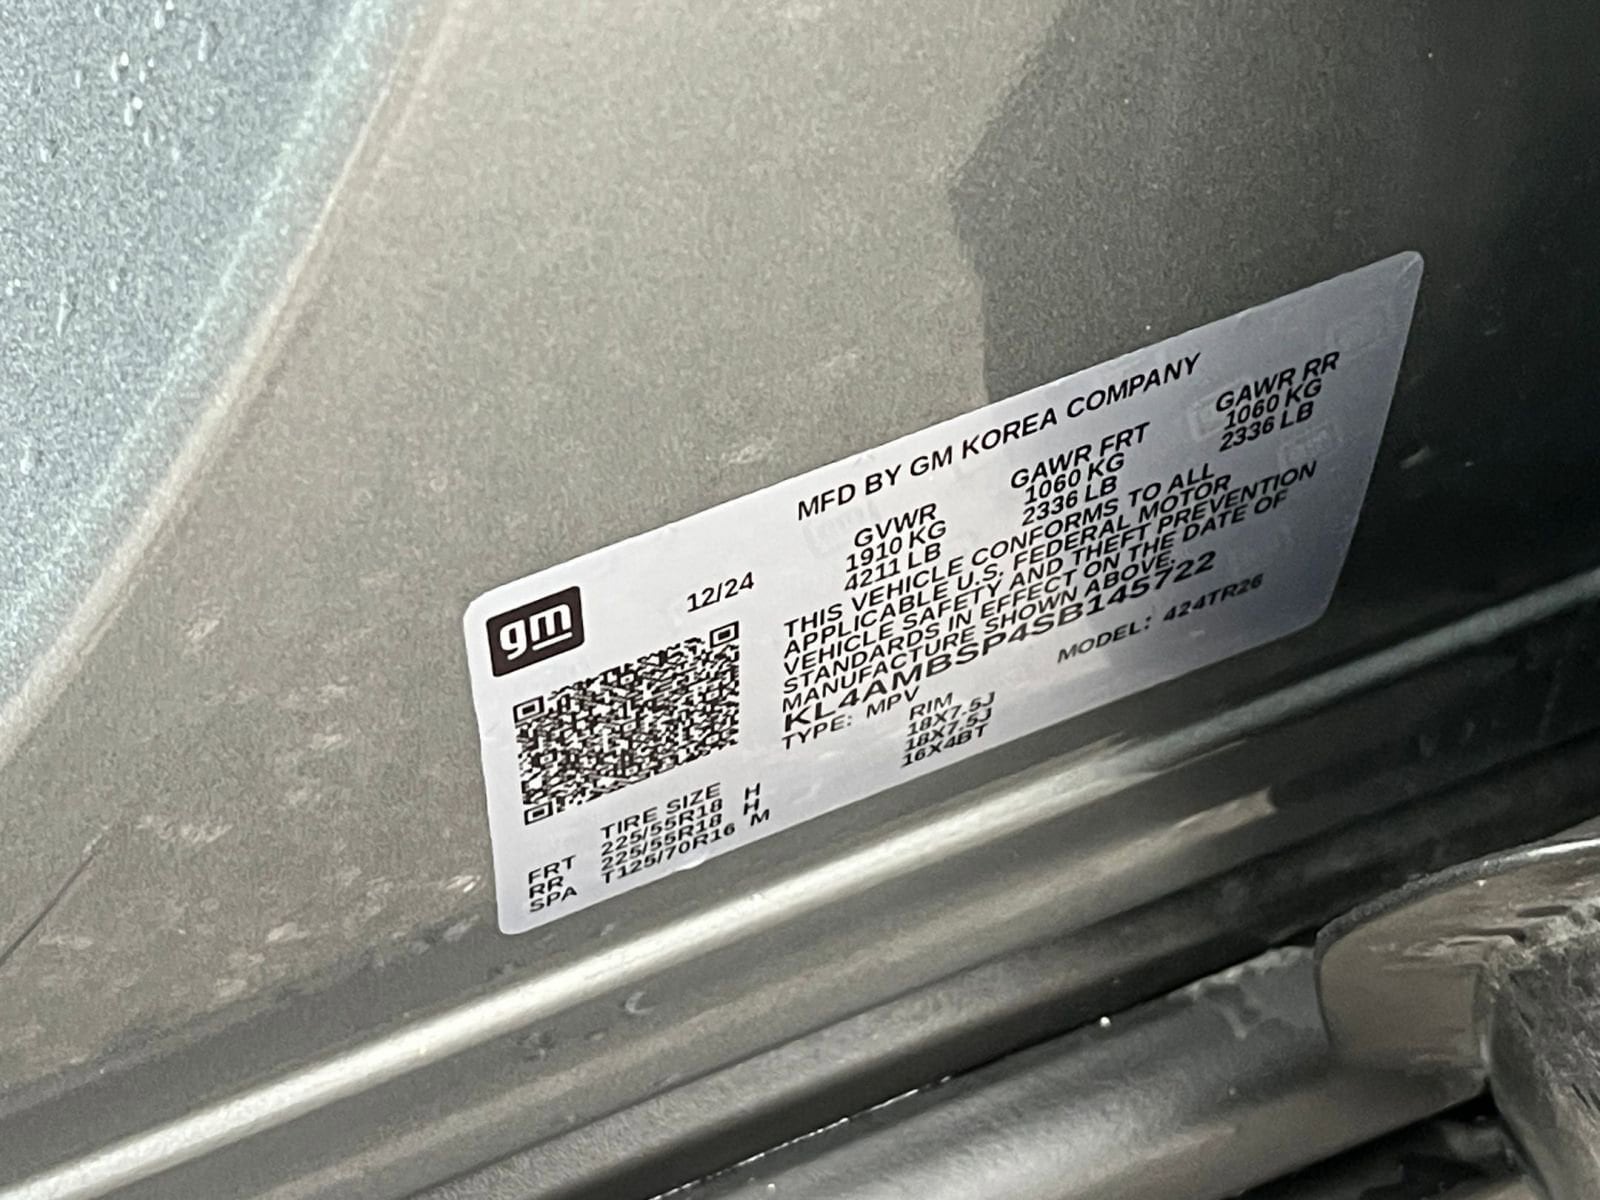 gm
12/24
MFD BY GM KOREA COMPANY
GVWR GAWR FRT GAWR RR
1910 KG 1060 KG 1060 KG
4211 LB 2336 LB 2336 LB
THIS VEHICLE CONFORMS TO ALL
APPLICABLE U.S. FEDERAL MOTOR
VEHICLE SAFETY AND THEFT PREVENTION
STANDARDS IN EFFECT ON THE DATE OF
MANUFACTURE SHOWN ABOVE.
KL4AMBSP4SB145722
TYPE: MPV MODEL: 424TR26
TIRE SIZE RIM
FRT 225/55R18 H 18X7.5J
RR 225/55R18 H 18X7.5J
SPA T125/70R16 M 16X4BT